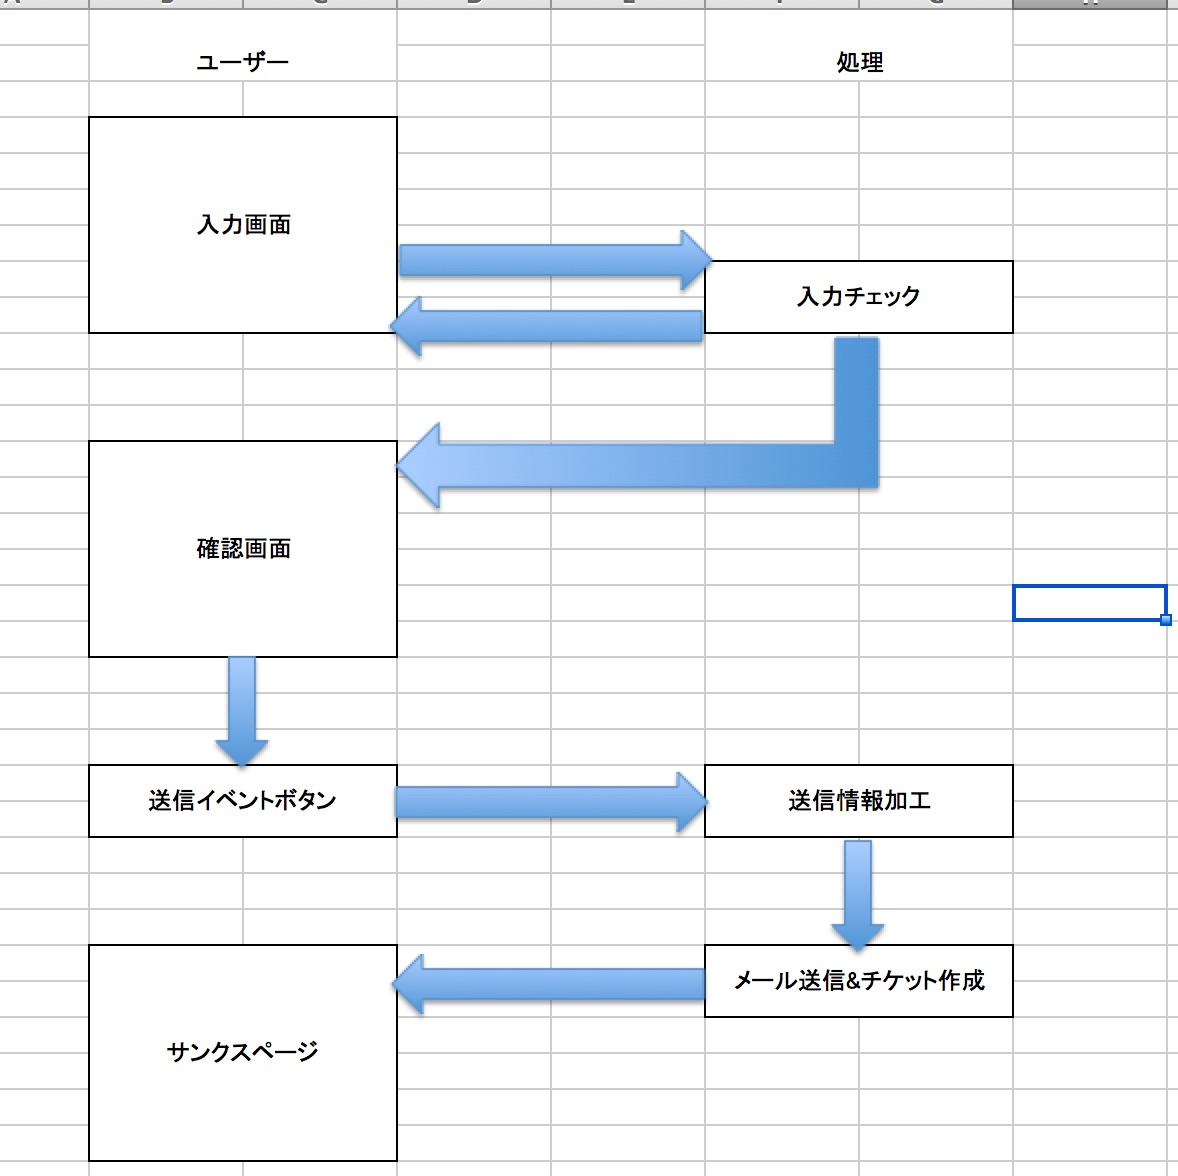 ユーザー
処理
入力画面
入力チェック
確認画面
送信イベントボタン
送信情報加工
メール送信&チケット作成
サンクスページ